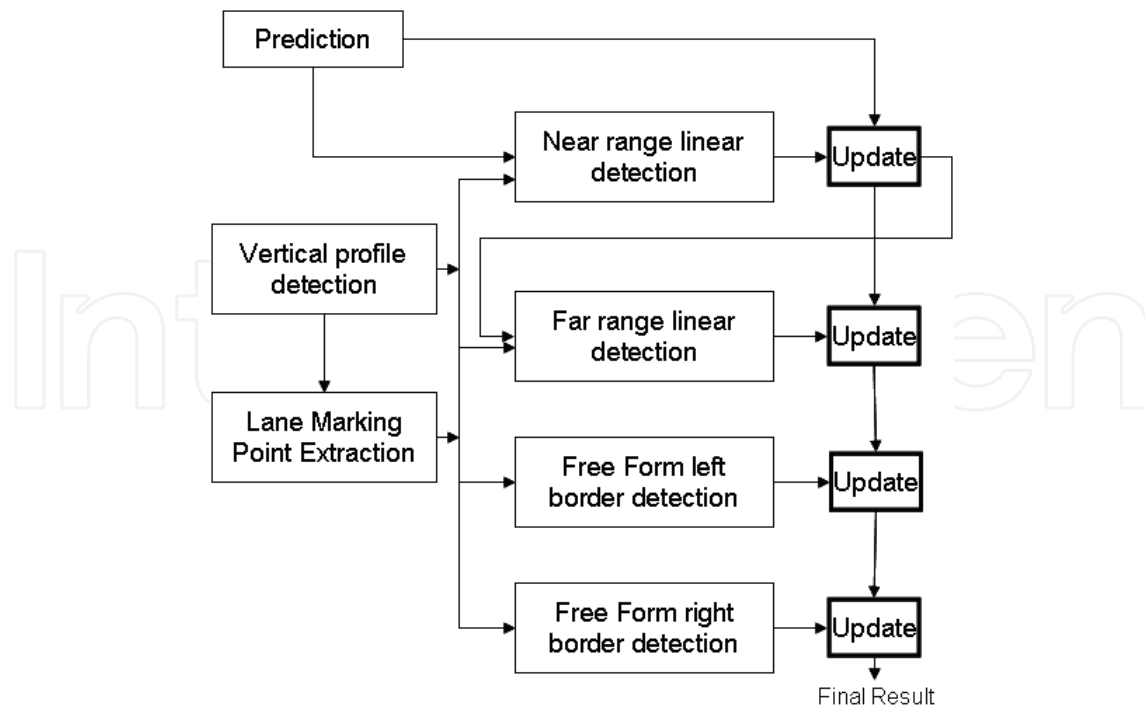 Prediction
Near range linear
detection
Update
Vertical profile
detection
Far range linear
detection
Update
Lane Marking
Point Extraction
Free Form left
border detection
Update
Free Form right
border detection
Update
Final Result